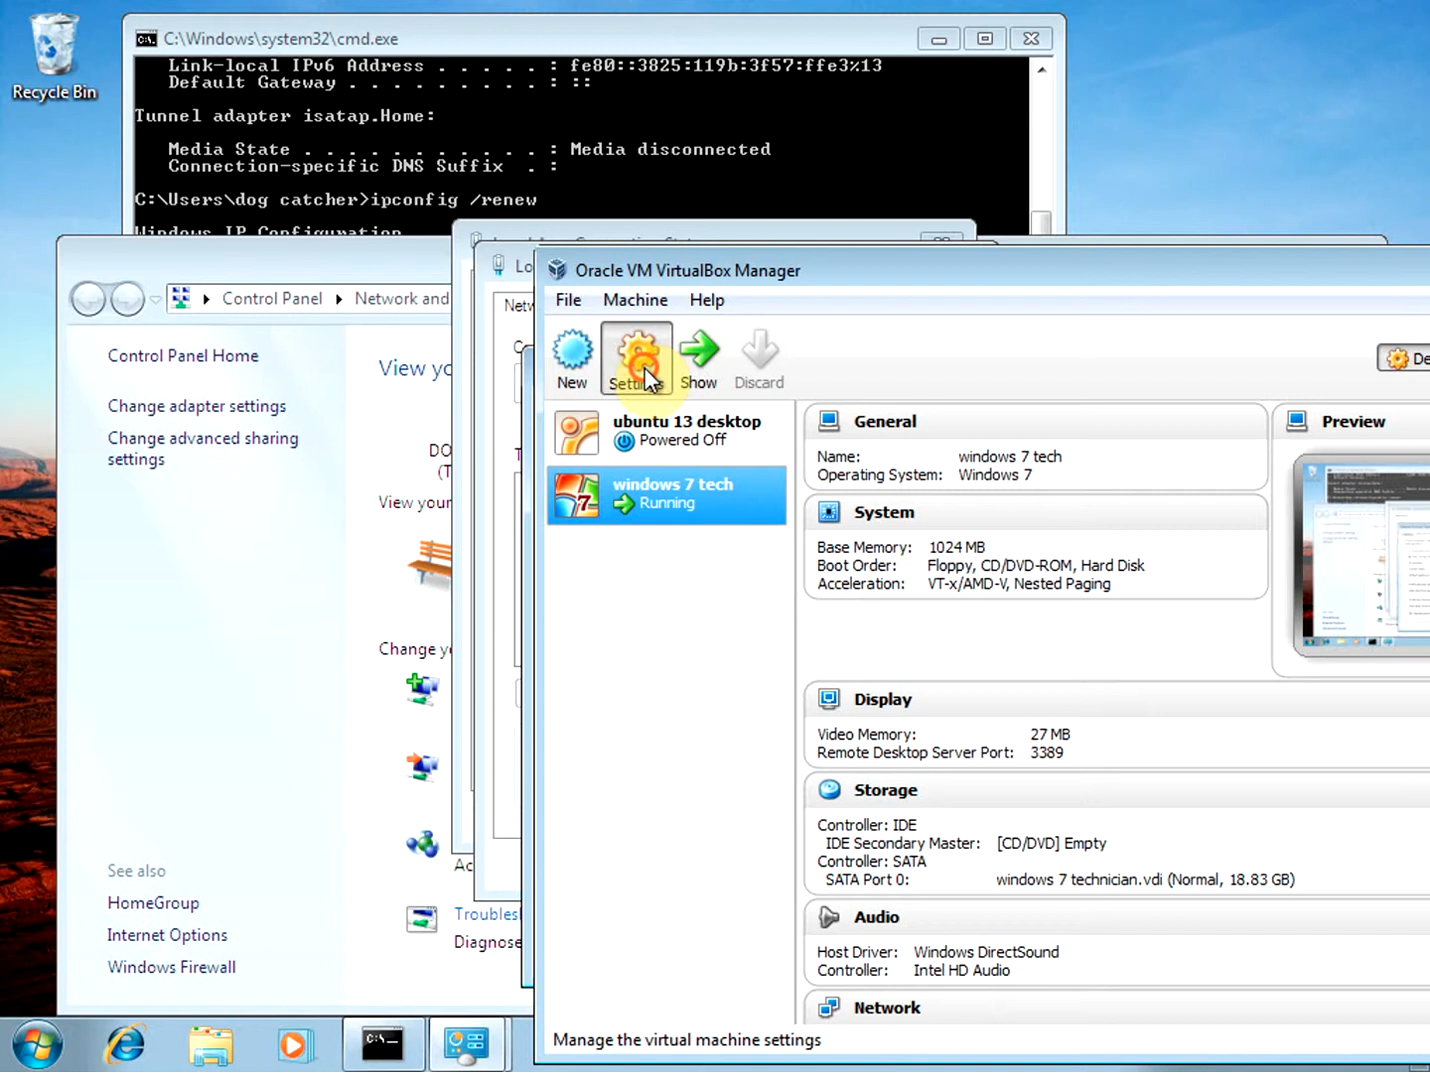 Recycle Bin
C:\Windows\system32\cmd.exe
Link-local IPv6 Address . . . . . : fe80::3825:119b:3f57:ffe3%13
Default Gateway . . . . . . . . . : ::
Tunnel adapter isatap.Home:
Media State . . . . . . . . . . . : Media disconnected
Connection-specific DNS Suffix  . :
C:\Users\dog catcher>ipconfig /renew
Windows IP Configuration
Control Panel
Network and
Control Panel Home
Change adapter settings
Change advanced sharing
settings
See also
HomeGroup
Internet Options
Windows Firewall
View your
Change
Diagnose
Oracle VM VirtualBox Manager
File Machine Help
New Settings Show Discard
ubuntu 13 desktop
Powered Off
windows 7 tech
Running
General
Name: windows 7 tech
Operating System: Windows 7
System
Base Memory: 1024 MB
Boot Order: Floppy, CD/DVD-ROM, Hard Disk
Acceleration: VT-x/AMD-V, Nested Paging
Preview
Display
Video Memory: 27 MB
Remote Desktop Server Port: 3389
Storage
Controller: IDE
IDE Secondary Master: [CD/DVD] Empty
Controller: SATA
SATA Port 0: windows 7 technician.vdi (Normal, 18.83 GB)
Audio
Host Driver: Windows DirectSound
Controller: Intel HD Audio
Network
Manage the virtual machine settings